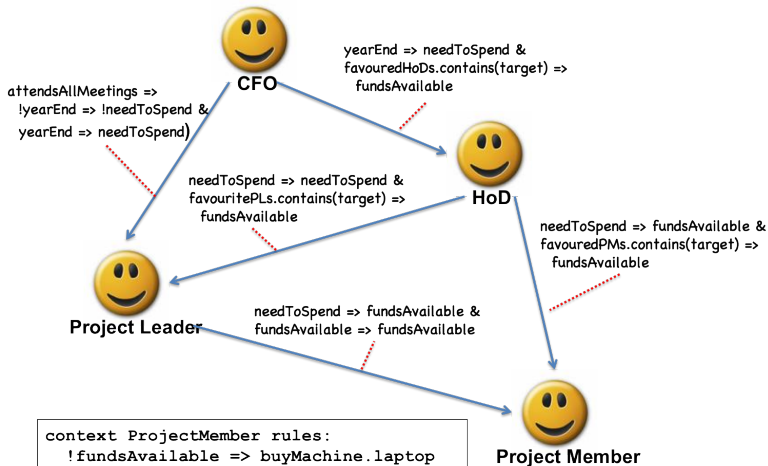 CFO
yearEnd => needToSpend &
favouredHoDs.contains(target) =>
fundsAvailable
attendsAllMeetings =>
!yearEnd => !needToSpend &
yearEnd => needToSpend)
HoD
needToSpend => needToSpend &
favouritePLs.contains(target) =>
fundsAvailable
needToSpend => fundsAvailable &
favouredPMs.contains(target) =>
fundsAvailable
Project Leader
needToSpend => fundsAvailable &
fundsAvailable => fundsAvailable
context ProjectMember rules:
!fundsAvailable => buyMachine.laptop
Project Member